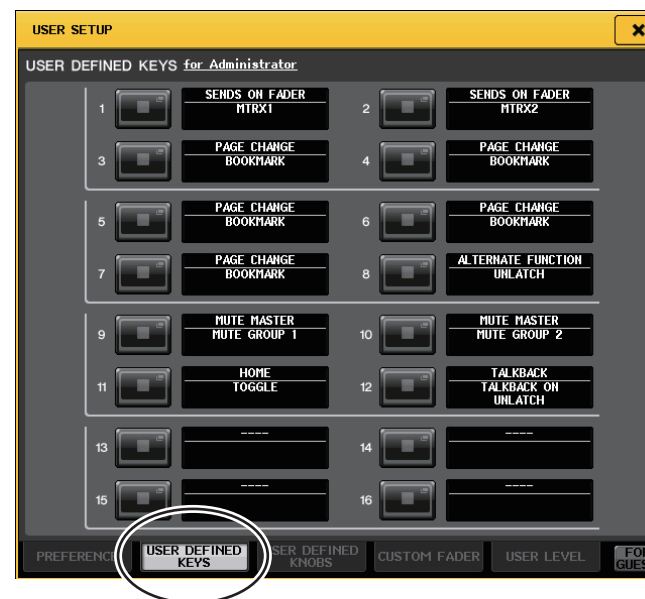 USER SETUP
USER DEFINED KEYS for Administrator
1 SENDS ON FADER
MTRX1
2 SENDS ON FADER
MTRX2
3 PAGE CHANGE
BOOKMARK
4 PAGE CHANGE
BOOKMARK
5 PAGE CHANGE
BOOKMARK
6 PAGE CHANGE
BOOKMARK
7 PAGE CHANGE
BOOKMARK
8 ALTERNATE FUNCTION
UNLATCH
9 MUTE MASTER
MUTE GROUP 1
10 MUTE MASTER
MUTE GROUP 2
11 HOME
TOGGLE
12 TALKBACK
TALKBACK ON
UNLATCH
13 ----
14 ----
15 ----
16 ----
PREFERENC
USER DEFINED
KEYS
SER DEFINED
KNOBS
CUSTOM FADER
USER LEVEL
FO
GUES